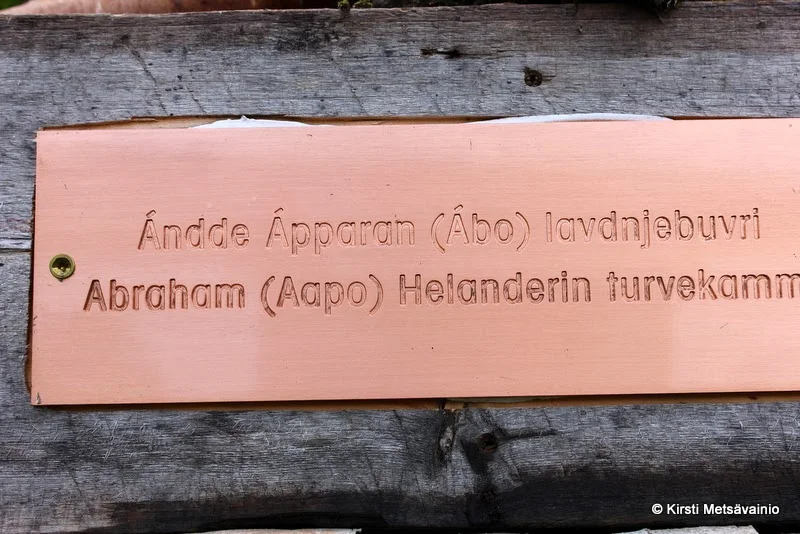 Ándde Ápparan (Ábo) lavdnjebuvri
Abraham (Aapo) Helanderin turvekamm
© Kirsti Metsävainio